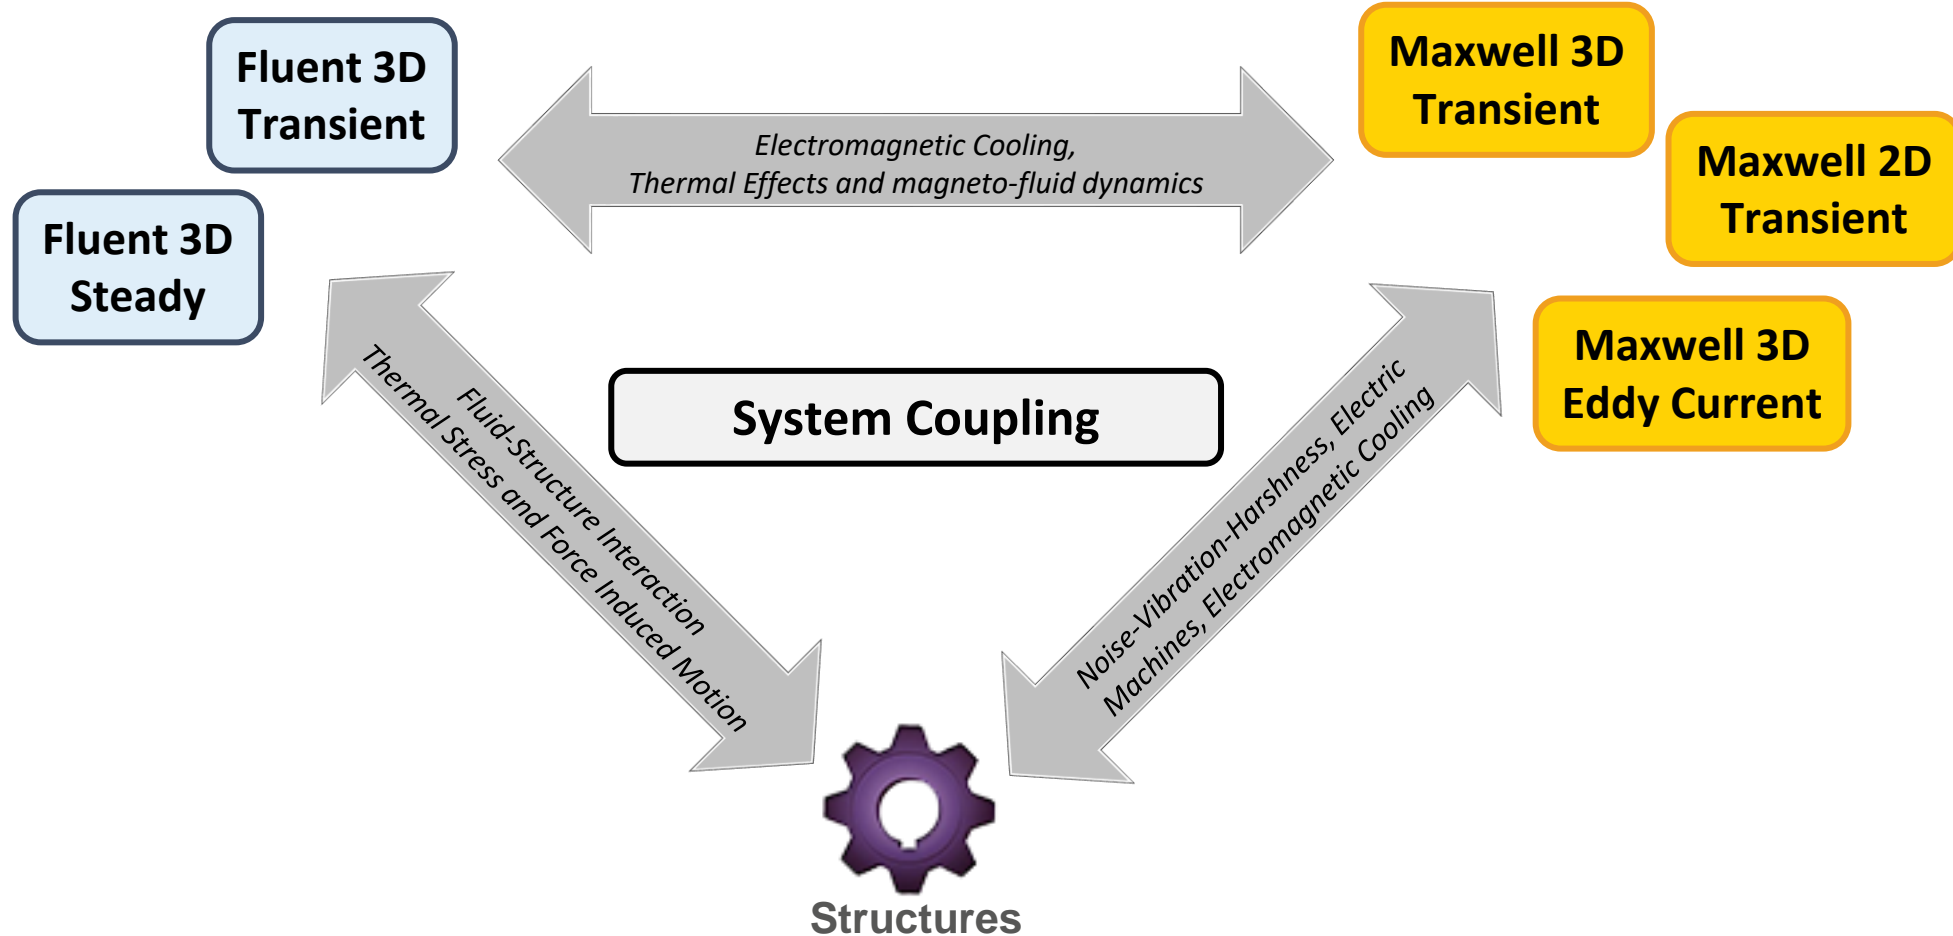 Fluent 3D
Transient
Fluent 3D
Steady
Electromagnetic Cooling,
Thermal Effects and magneto-fluid dynamics
Maxwell 3D
Transient
Maxwell 2D
Transient
Maxwell 3D
Eddy Current
System Coupling
Fluid-Structure Interaction
Thermal Stress and Force Induced Motion
Noise-Vibration-Harshness, Electric
Machines, Electromagnetic Cooling
Structures